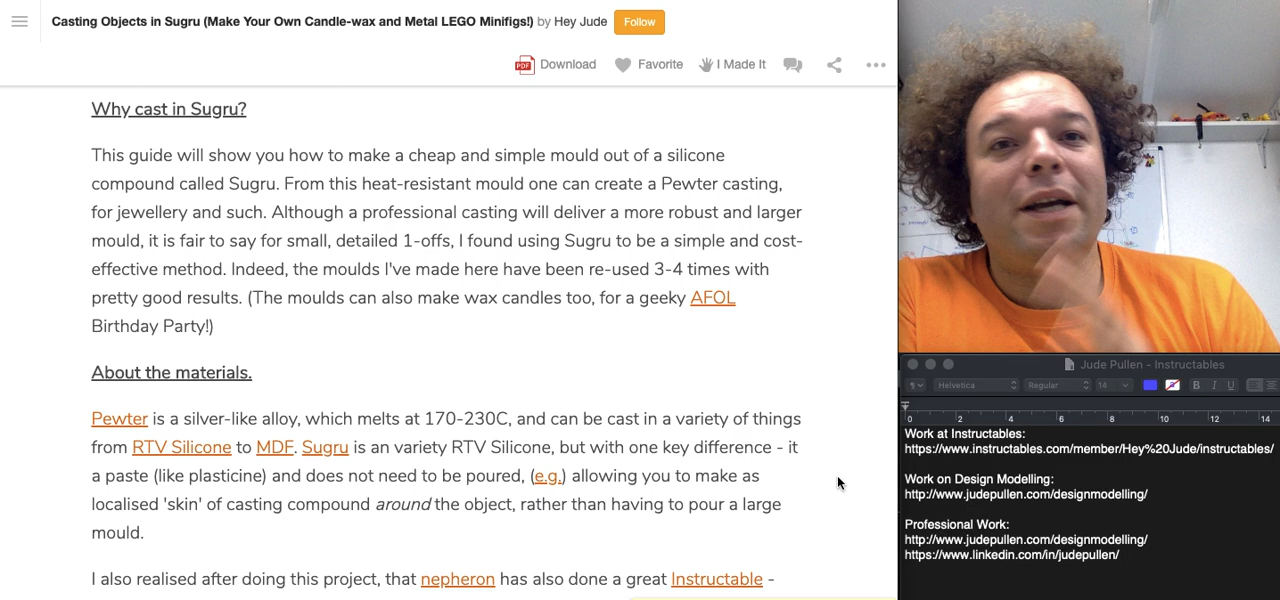 Casting Objects in Sugru (Make Your Own Candle-wax and Metal LEGO Minifigs!) by Hey Jude Follow
PDF Download Favorite I Made It
Why cast in Sugru?
This guide will show you how to make a cheap and simple mould out of a silicone
compound called Sugru. From this heat-resistant mould one can create a Pewter casting,
for jewellery and such. Although a professional casting will deliver a more robust and larger
mould, it is fair to say for small, detailed 1-offs, I found using Sugru to be a simple and cost-
effective method. Indeed, the moulds I've made here have been re-used 3-4 times with
pretty good results. (The moulds can also make wax candles too, for a geeky AFOL
Birthday Party!)
About the materials.
Pewter is a silver-like alloy, which melts at 170-230C, and can be cast in a variety of things
from RTV Silicone to MDF. Sugru is an variety RTV Silicone, but with one key difference - it
a paste (like plasticine) and does not need to be poured, (e.g.) allowing you to make as
localised 'skin' of casting compound around the object, rather than having to pour a large
mould.
I also realised after doing this project, that nepheron has also done a great Instructable -
Jude Pullen - Instructables
¶ Helvetica Regular 14 B I U
0 2 4 6 8 10 12 14
Work at Instructables:
https://www.instructables.com/member/Hey%20Jude/instructables/
Work on Design Modelling:
http://www.judepullen.com/designmodelling/
Professional Work:
http://www.judepullen.com/designmodelling/
https://www.linkedin.com/in/judepullen/